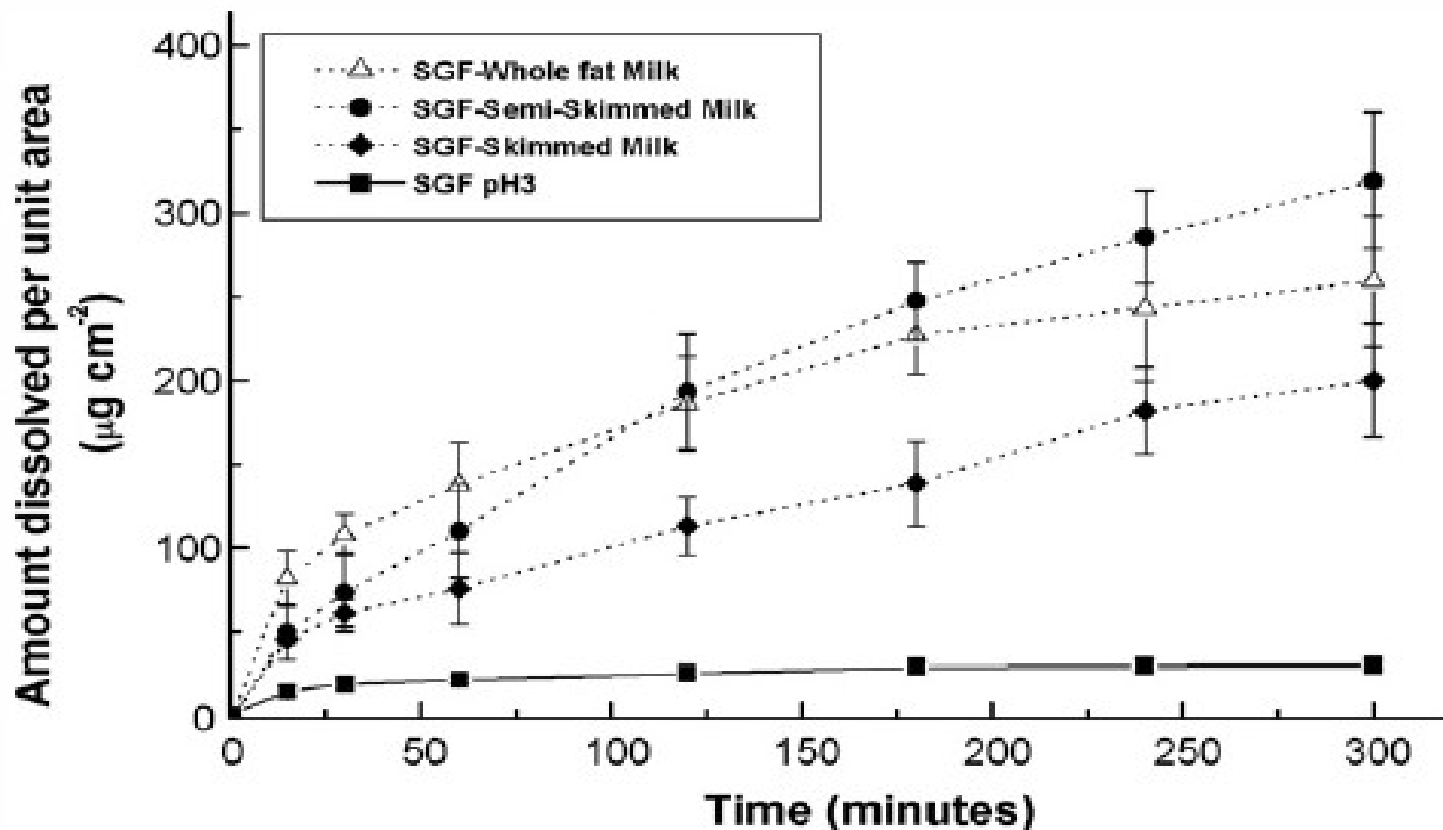 400
300
200
100
0
SGF-Whole fat Milk
SGF-Semi-Skimmed Milk
SGF-Skimmed Milk
SGF pH3
Amount dissolved per unit area
(μg cm⁻²)
0 50 100 150 200 250 300
Time (minutes)